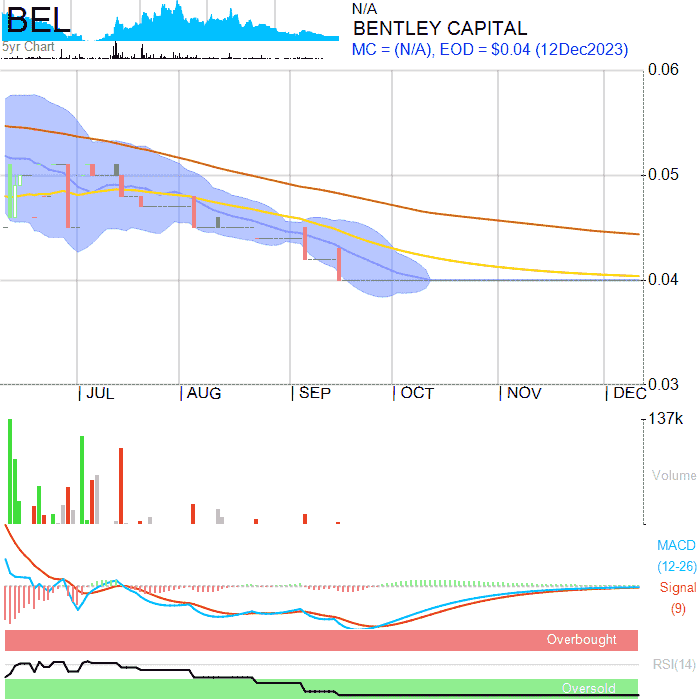 BEL
N/A
BENTLEY CAPITAL
5yr Chart
MC = (N/A), EOD = $0.04 (12Dec2023)
0.06
0.05
0.04
0.03
JUL AUG SEP OCT NOV DEC
137k
Volume
MACD
(12-26)
Signal
(9)
Overbought
RSI(14)
Oversold